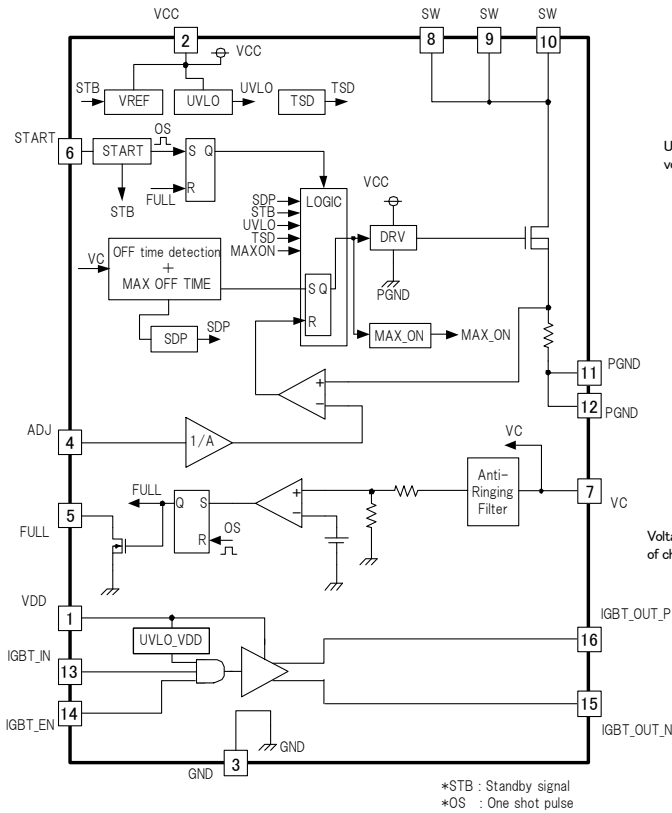 VCC
SW SW SW
2 8 9 10
VCC
STB VREF UVLO UVLO TSD TSD
U
v
START
6 START OS S Q
R
FULL
STB
SDP
STB
UVLO
TSD
MAXON
LOGIC
VCC
DRV
PGND
VC
OFF time detection
+
MAX OFF TIME
S Q
R
SDP SDP
MAX_ON MAX_ON
11 PGND
12 PGND
+
−
ADJ
4 1/A
VC
FULL Q S
R
OS
+
−
Anti-
Ringing
Filter
7 VC
5
FULL
Volta
of ch
VDD
1
UVLO_VDD
IGBT_OUT_P
16
IGBT_IN
13
14
IGBT_EN
15
IGBT_OUT_N
GND
3
GND
*STB : Standby signal
*OS : One shot pulse